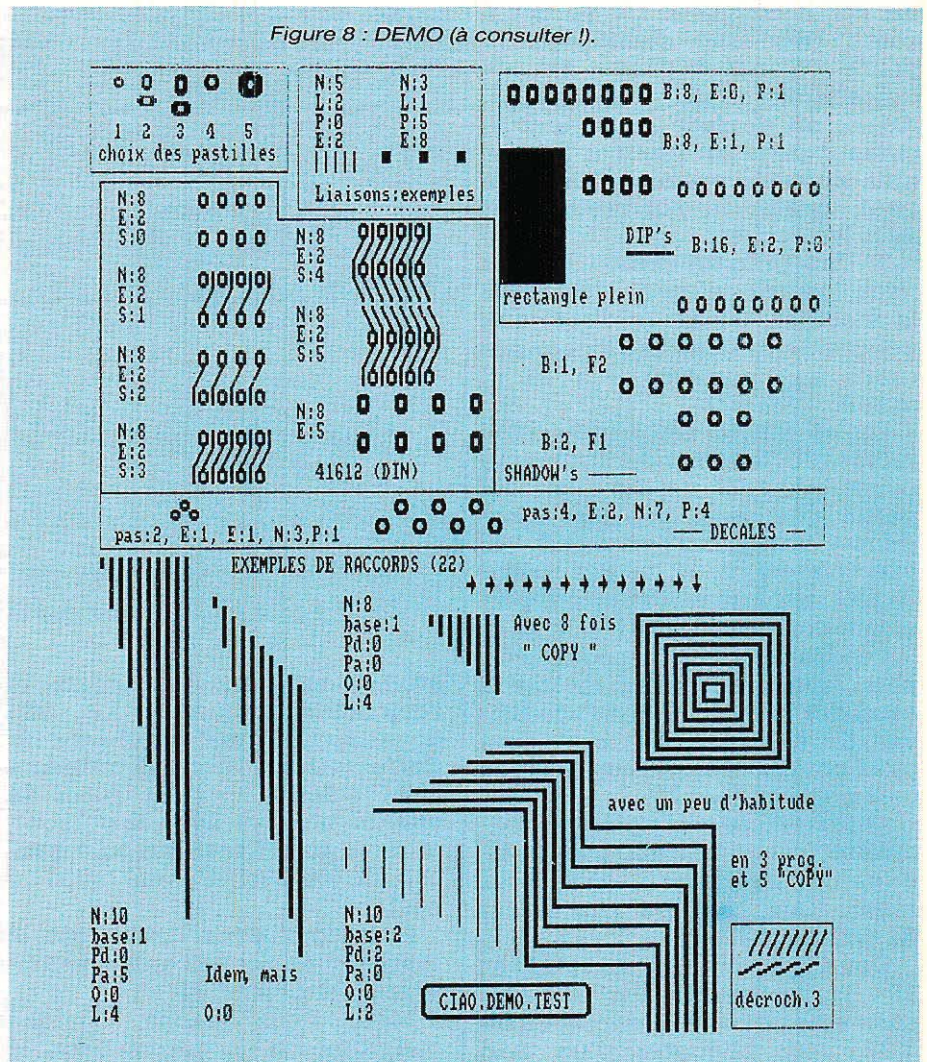 Figure 8 : DEMO (à consulter !).
1 2 3 4 5
choix des pastilles
N:5
L:2
P:0
E:2
N:3
L:1
P:5
E:8
Liaisons:exemples
B:8, E:0, P:1
B:8, E:1, P:1
DIP's
B:16, E:2, P:0
rectangle plein
N:8
E:2
S:0
N:8
E:2
S:1
N:8
E:2
S:2
N:8
E:2
S:3
N:8
E:2
S:4
N:8
E:2
S:5
N:8
E:5
41612 (DIN)
B:1, F2
B:2, F1
SHADOW's
pas:2, E:1, E:1, N:3,P:1
pas:4, E:2, N:7, P:4
DECALES
EXEMPLES DE RACCORDS (22)
N:8
base:1
Pd:0
Pa:0
O:0
L:4
Avec 8 fois
" COPY "
avec un peu d'habitude
en 3 prog.
et 5 "COPY"
N:10
base:1
Pd:0
Pa:5
O:0
L:4
Idem, mais
O:0
N:10
base:2
Pd:2
Pa:0
O:0
L:2
CIAO.DEMO.TEST
décroch.3